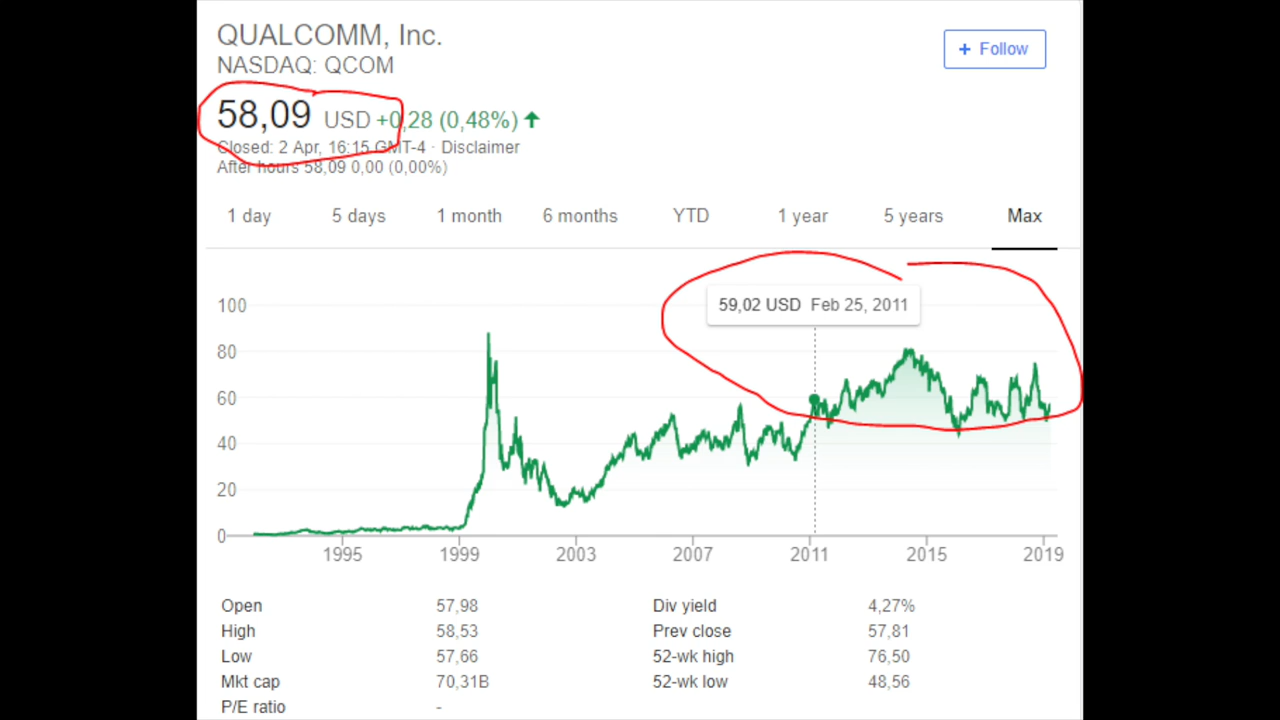 QUALCOMM, Inc.
NASDAQ: QCOM
+ Follow
58,09 USD +0,28 (0,48%)
Closed: 2 Apr, 16:15 GMT-4 · Disclaimer
After hours 58,09 0,00 (0,00%)
1 day 5 days 1 month 6 months YTD 1 year 5 years Max
59,02 USD Feb 25, 2011
100
80
60
40
20
0
1995 1999 2003 2007 2011 2015 2019
Open 57,98 Div yield 4,27%
High 58,53 Prev close 57,81
Low 57,66 52-wk high 76,50
Mkt cap 70,31B 52-wk low 48,56
P/E ratio -